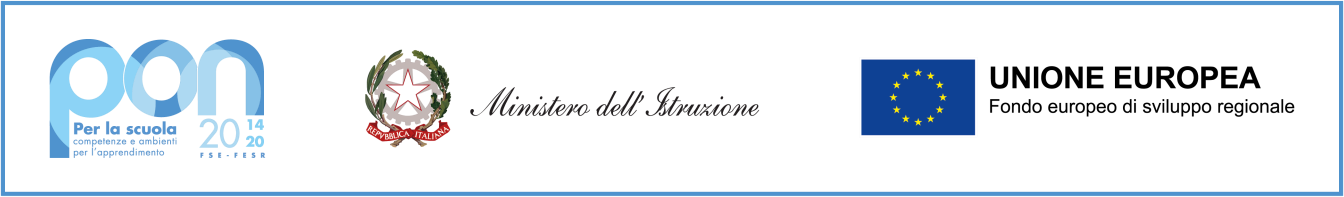 pon
Per la scuola
competenze e ambienti
per l'apprendimento
20 14
20
FSE-FESR
REPVBBLICA ITALIANA
Ministero dell'Istruzione
UNIONE EUROPEA
Fondo europeo di sviluppo regionale